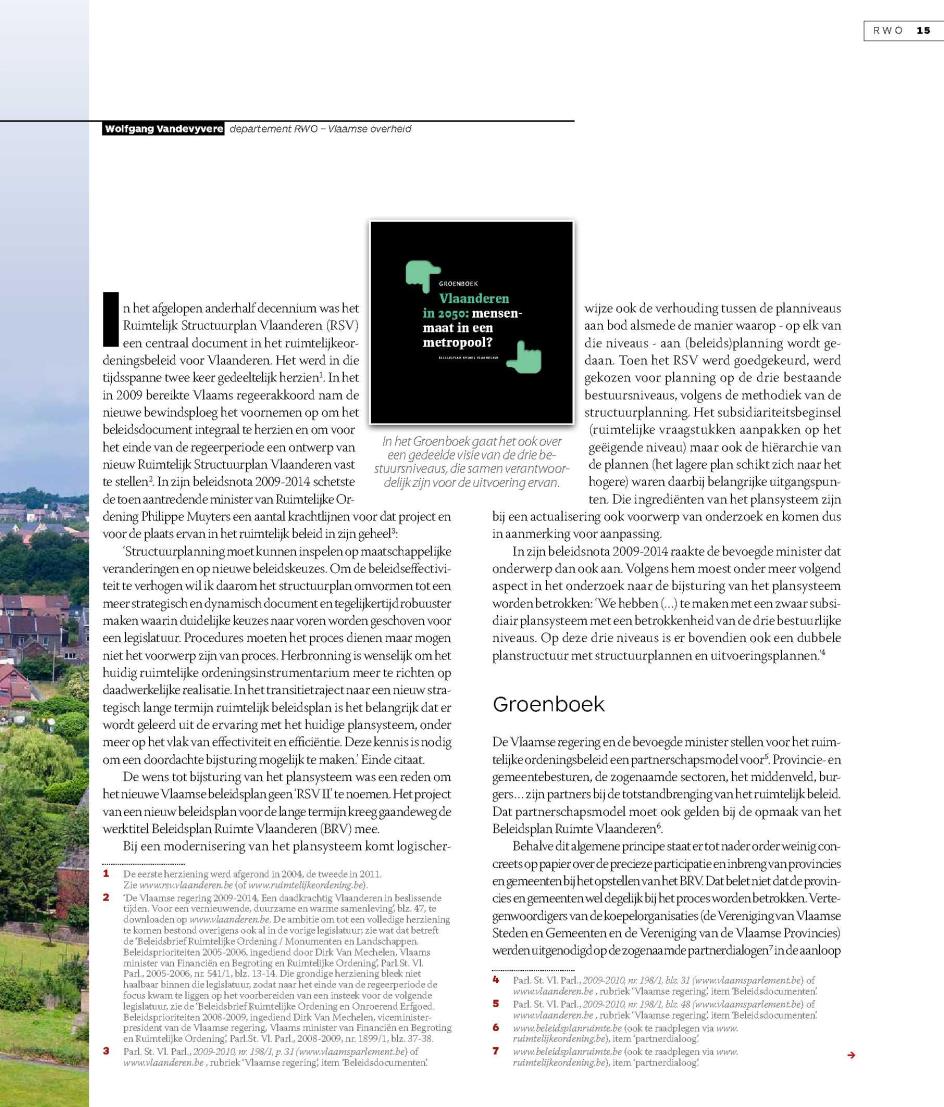 RWO 15
Wolfgang Vandevyvere departement RWO – Vlaamse overheid
In het afgelopen anderhalf decennium was het
Ruimtelijk Structuurplan Vlaanderen (RSV)
een centraal document in het ruimtelijkeor-
deningsbeleid voor Vlaanderen. Het werd in die
tijdsspanne twee keer gedeeltelijk herzien¹. In het
in 2009 bereikte Vlaams regeerakkoord nam de
nieuwe bewindsploeg het voornemen op om het
beleidsdocument integraal te herzien en om voor
het einde van de regeerperiode een ontwerp van
nieuw Ruimtelijk Structuurplan Vlaanderen vast
te stellen². In zijn beleidsnota 2009-2014 schetste
de toen aantredende minister van Ruimtelijke Or-
dening Philippe Muyters een aantal krachtlijnen voor dat project en
voor de plaats ervan in het ruimtelijk beleid in zijn geheel³:
‘Structuurplanning moet kunnen inspelen op maatschappelijke
veranderingen en op nieuwe beleidskeuzes. Om de beleidseffectivi-
teit te verhogen wil ik daarom het structuurplan omvormen tot een
meer strategisch en dynamisch document en tegelijkertijd robuuster
maken waarin duidelijke keuzes naar voren worden geschoven voor
een legislatuur. Procedures moeten het proces dienen maar mogen
niet het voorwerp zijn van proces. Herbronning is wenselijk om het
huidig ruimtelijk ordeningsinstrumentarium meer te richten op
daadwerkelijke realisatie. In het transitietraject naar een nieuw stra-
tegisch lange termijn ruimtelijk beleidsplan is het belangrijk dat er
wordt geleerd uit de ervaring met het huidige plansysteem, onder
meer op het vlak van effectiviteit en efficiëntie. Deze kennis is nodig
om een doordachte bijsturing mogelijk te maken.’ Einde citaat.
De wens tot bijsturing van het plansysteem was een reden om
het nieuwe Vlaamse beleidsplan geen ‘RSV II’ te noemen. Het project
van een nieuw beleidsplan voor de lange termijn kreeg gaandeweg de
werktitel Beleidsplan Ruimte Vlaanderen (BRV) mee.
Bij een modernisering van het plansysteem komt logischer-
1 De eerste herziening werd afgerond in 2004, de tweede in 2011.
Zie www.rsv.vlaanderen.be (of www.ruimtelijkeordening.be).
2 ‘De Vlaamse regering 2009-2014, Een daadkrachtig Vlaanderen in beslissende
tijden. Voor een vernieuwende, duurzame en warme samenleving’, blz. 47, te
downloaden op www.vlaanderen.be. De ambitie om tot een volledige herziening
te komen bestond overigens ook al in de vorige legislatuur; zie wat dat betreft
de ‘Beleidsbrief Ruimtelijke Ordening / Monumenten en Landschappen.
Beleidsprioriteiten 2005-2006, ingediend door Dirk Van Mechelen, Vlaams
minister van Financiën en Begroting en Ruimtelijke Ordening’, Parl.St. Vl.
Parl., 2005-2006, nr. 541/1, blz. 13-14. Die grondige herziening bleek niet
haalbaar binnen die legislatuur, zodat naar het einde van de regeerperiode de
focus kwam te liggen op het voorbereiden van een insteek voor de volgende
legislatuur, zie de ‘Beleidsbrief Ruimtelijke Ordening en Onroerend Erfgoed.
Beleidsprioriteiten 2008-2009, ingediend Dirk Van Mechelen, viceminister-
president van de Vlaamse regering, Vlaams minister van Financiën en Begroting
en Ruimtelijke Ordening’, Parl.St. Vl. Parl., 2008-2009, nr. 1899/1, blz. 37-38.
3 Parl. St. Vl. Parl., 2009-2010, nr. 198/1, p. 31 (www.vlaamsparlement.be) of
www.vlaanderen.be , rubriek ‘Vlaamse regering’, item ‘Beleidsdocumenten’.
GROENBOEK
Vlaanderen
in 2050: mensen-
maat in een
metropool?
BELEIDSPLAN RUIMTE VLAANDEREN
In het Groenboek gaat het ook over
een gedeelde visie van de drie be-
stuursniveaus, die samen verantwoor-
delijk zijn voor de uitvoering ervan.
wijze ook de verhouding tussen de planniveaus
aan bod alsmede de manier waarop - op elk van
die niveaus - aan (beleids)planning wordt ge-
daan. Toen het RSV werd goedgekeurd, werd
gekozen voor planning op de drie bestaande
bestuursniveaus, volgens de methodiek van de
structuurplanning. Het subsidiariteitsbeginsel
(ruimtelijke vraagstukken aanpakken op het
geëigende niveau) maar ook de hiërarchie van
de plannen (het lagere plan schikt zich naar het
hogere) waren daarbij belangrijke uitgangspun-
ten. Die ingrediënten van het plansysteem zijn
bij een actualisering ook voorwerp van onderzoek en komen dus
in aanmerking voor aanpassing.
In zijn beleidsnota 2009-2014 raakte de bevoegde minister dat
onderwerp dan ook aan. Volgens hem moest onder meer volgend
aspect in het onderzoek naar de bijsturing van het plansysteem
worden betrokken: ‘We hebben (…) te maken met een zwaar subsi-
diair plansysteem met een betrokkenheid van de drie bestuurlijke
niveaus. Op deze drie niveaus is er bovendien ook een dubbele
planstructuur met structuurplannen en uitvoeringsplannen.’⁴
Groenboek
De Vlaamse regering en de bevoegde minister stellen voor het ruim-
telijke ordeningsbeleid een partnerschapsmodel voor⁵. Provincie- en
gemeentebesturen, de zogenaamde sectoren, het middenveld, bur-
gers… zijn partners bij de totstandbrenging van het ruimtelijk beleid.
Dat partnerschapsmodel moet ook gelden bij de opmaak van het
Beleidsplan Ruimte Vlaanderen⁶.
Behalve dit algemene principe staat er tot nader order weinig con-
creets op papier over de precieze participatie en inbreng van provincies
en gemeenten bij het opstellen van het BRV. Dat belet niet dat de provin-
cies en gemeenten wel degelijk bij het proces worden betrokken. Verte-
genwoordigers van de koepelorganisaties (de Vereniging van Vlaamse
Steden en Gemeenten en de Vereniging van de Vlaamse Provincies)
werden uitgenodigd op de zogenaamde partnerdialogen⁷ in de aanloop
4 Parl. St. Vl. Parl., 2009-2010, nr. 198/1, blz. 31 (www.vlaamsparlement.be) of
www.vlaanderen.be , rubriek ‘Vlaamse regering’, item ‘Beleidsdocumenten’.
5 Parl. St. Vl. Parl., 2009-2010, nr. 198/1, blz. 48 (www.vlaamsparlement.be) of
www.vlaanderen.be , rubriek ‘Vlaamse regering’, item ‘Beleidsdocumenten’.
6 www.beleidsplanruimte.be (ook te raadplegen via www.
ruimtelijkeordening.be), item ‘partnerdialoog’.
7 www.beleidsplanruimte.be (ook te raadplegen via www.
ruimtelijkeordening.be), item ‘partnerdialoog’.